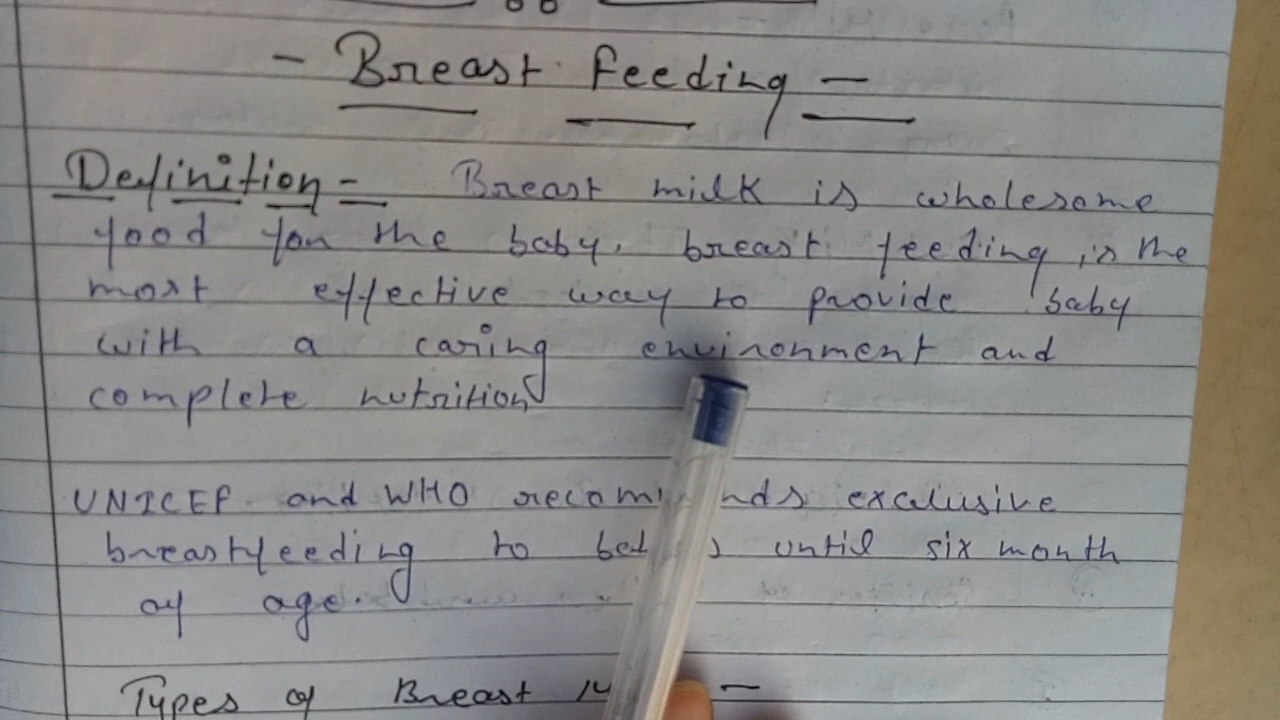 - Breast feeding -
Definition - Breast milk is wholesome
food for the baby, breast feeding is the
most effective way to provide baby
with a caring environment and
complete nutrition
UNICEF and WHO exclusive
breastfeeding to until six month
of age.
Types of Breast -